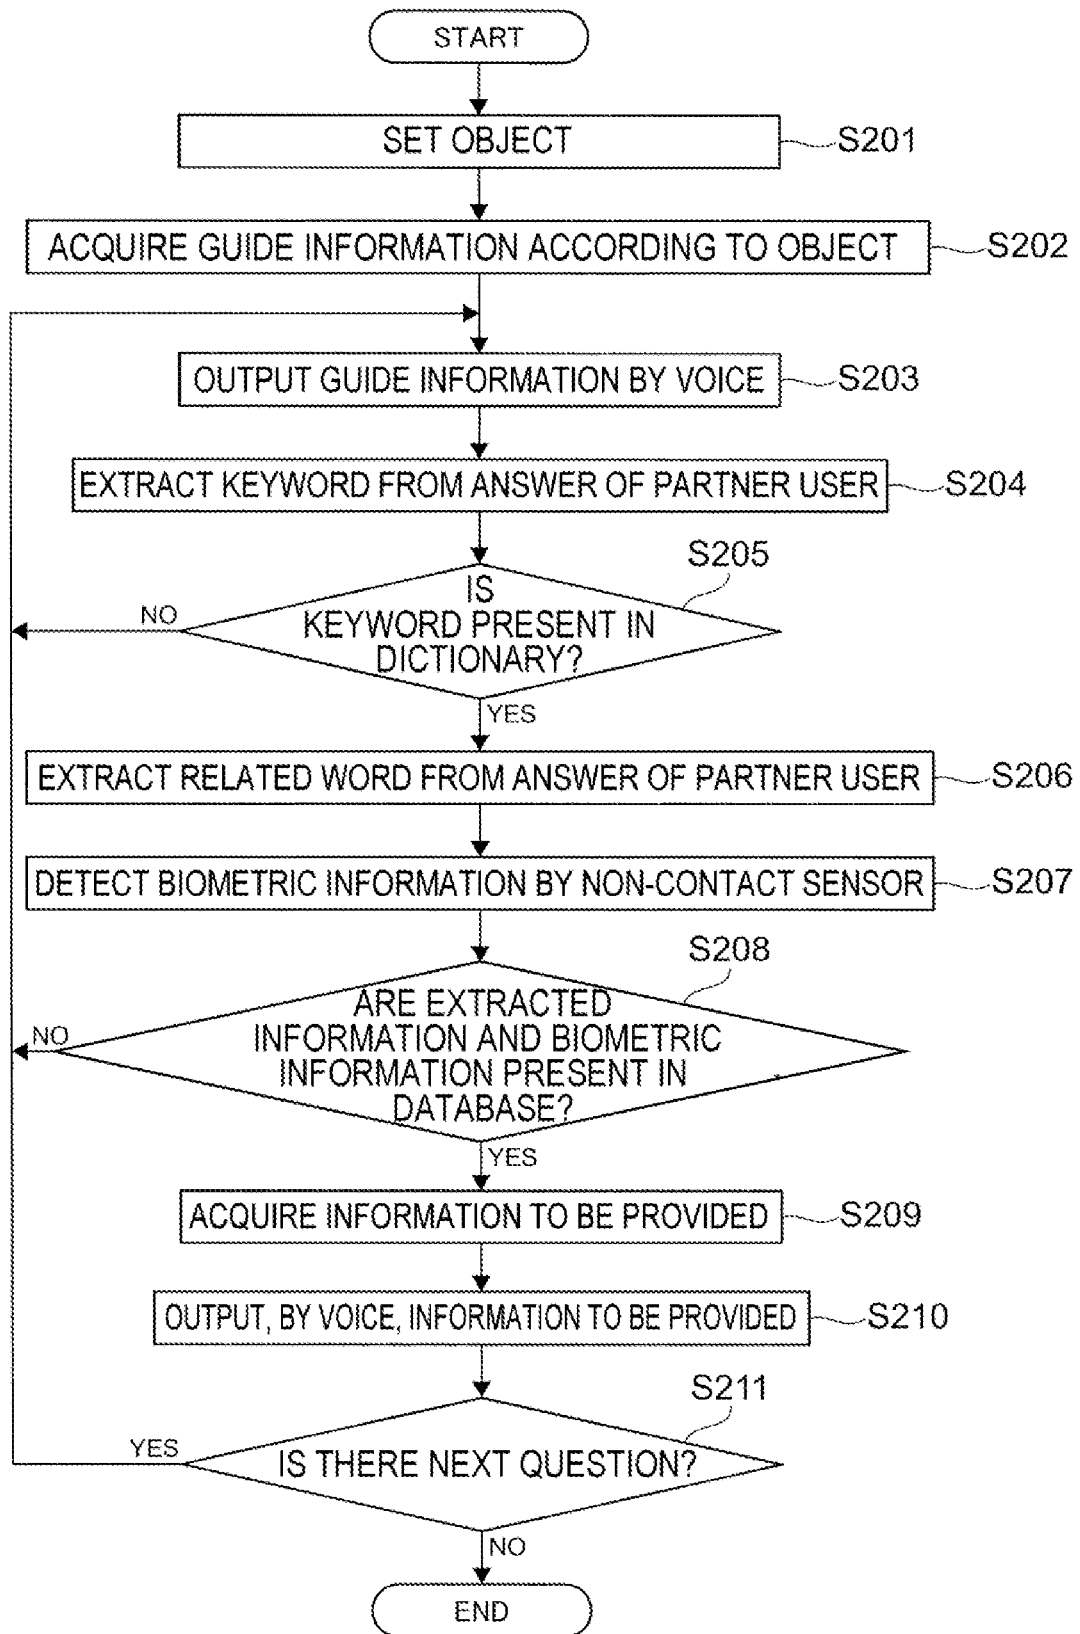 START
SET OBJECT
S201
ACQUIRE GUIDE INFORMATION ACCORDING TO OBJECT
S202
OUTPUT GUIDE INFORMATION BY VOICE
S203
EXTRACT KEYWORD FROM ANSWER OF PARTNER USER
S204
S205
IS
KEYWORD PRESENT IN
DICTIONARY?
NO
YES
EXTRACT RELATED WORD FROM ANSWER OF PARTNER USER
S206
DETECT BIOMETRIC INFORMATION BY NON-CONTACT SENSOR
S207
S208
ARE EXTRACTED
INFORMATION AND BIOMETRIC
INFORMATION PRESENT IN
DATABASE?
NO
YES
ACQUIRE INFORMATION TO BE PROVIDED
S209
OUTPUT, BY VOICE, INFORMATION TO BE PROVIDED
S210
S211
IS THERE NEXT QUESTION?
YES
NO
END